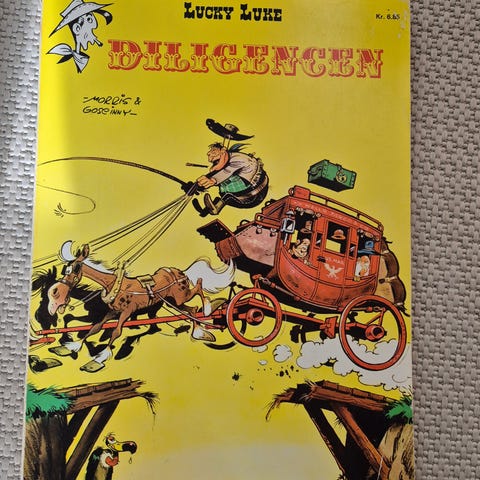 LUCKY LUKE
Kr. 6.85
DILIGENCEN
MORRIS &
GOSCINNY